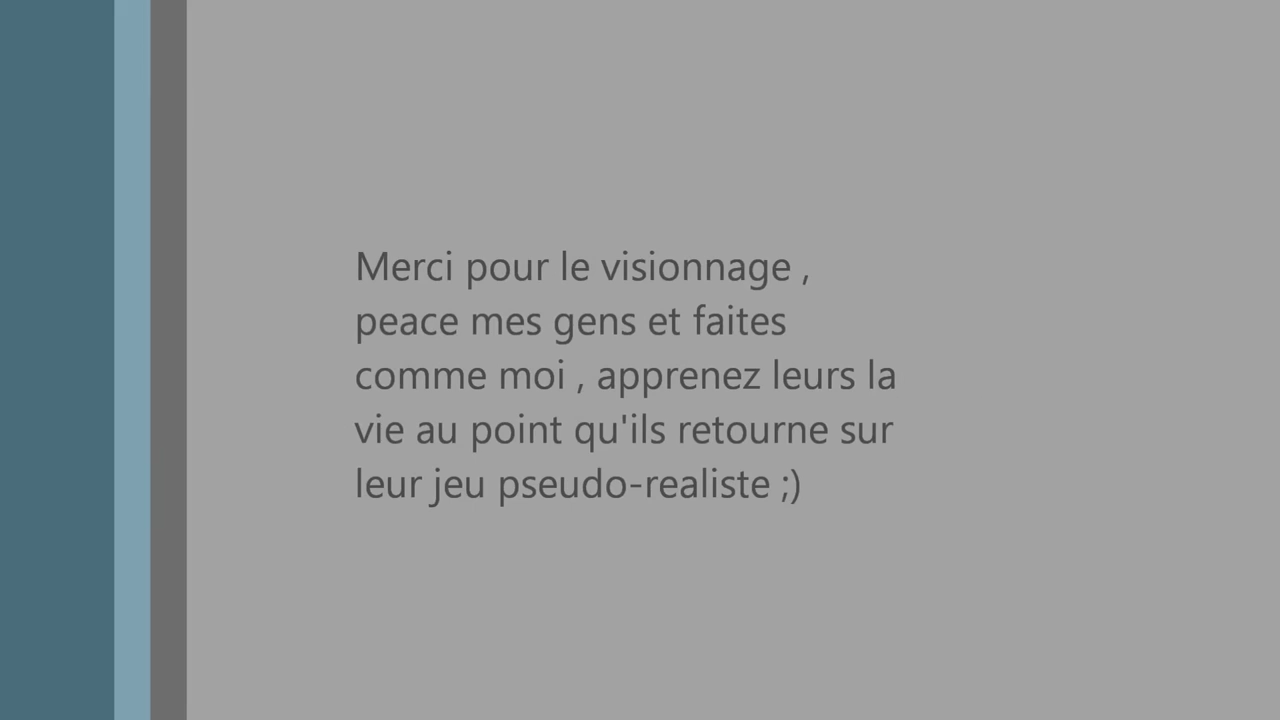 Merci pour le visionnage ,
peace mes gens et faites
comme moi , apprenez leurs la
vie au point qu'ils retourne sur
leur jeu pseudo-realiste ;)